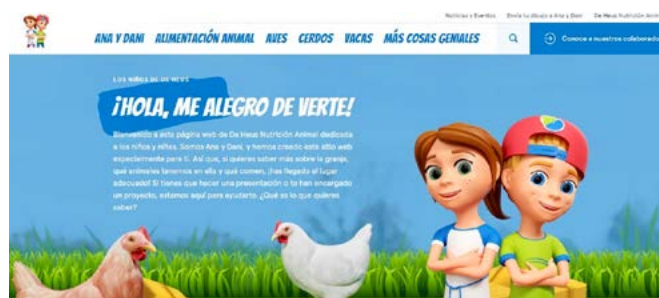 Noticias y Eventos Envía tu dibujo a Ana y Dani De Heus Nutrición Anim
ANA Y DANI ALIMENTACIÓN ANIMAL AVES CERDOS VACAS MÁS COSAS GENIALES Conoce a nuestros colaborado
LOS NIÑOS DE DE HEUS
¡HOLA, ME ALEGRO DE VERTE!
Bienvenido a esta página web de De Heus Nutrición Animal dedicada
a los niños y niñas. Somos Ana y Dani, y hemos creado este sitio web
especialmente para ti. Así que, si quieres saber más sobre la granja,
qué animales tenemos en ella y qué comen, ¡has llegado al lugar
adecuado! Si tienes que hacer una presentación o te han encargado
un proyecto, estamos aquí para ayudarte. ¿Qué es lo que quieres
saber?